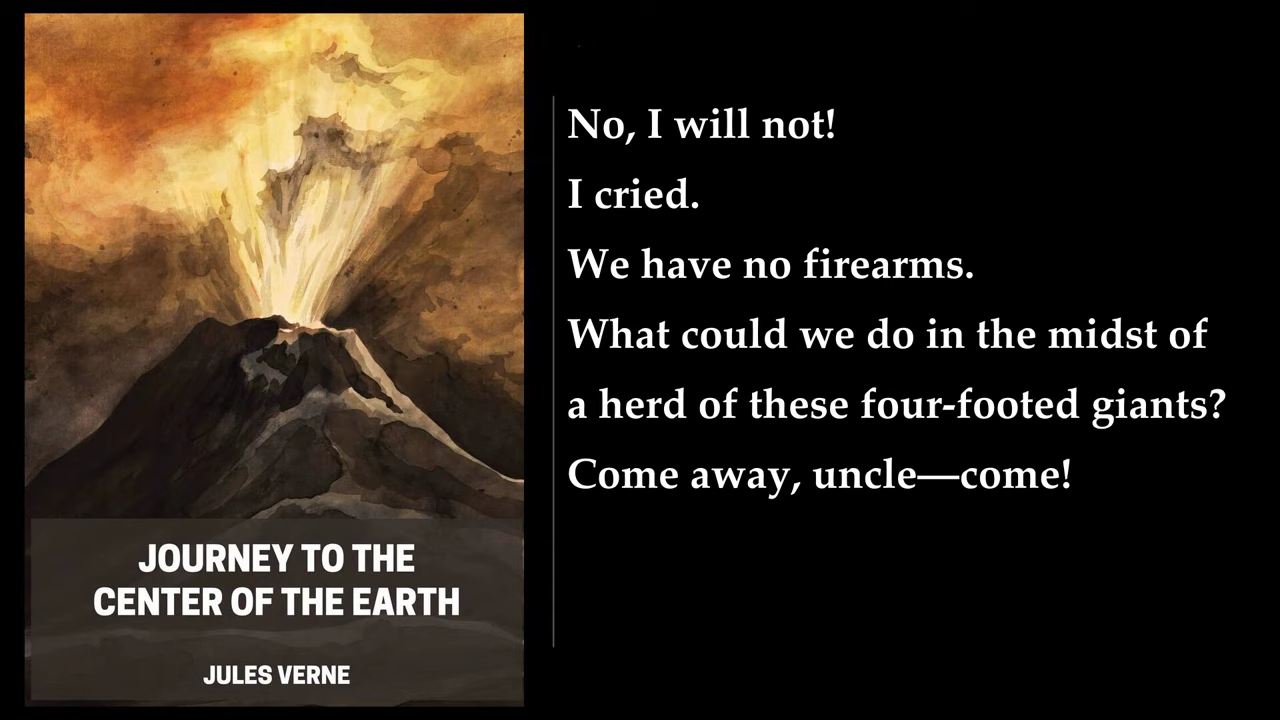 No, I will not!
I cried.
We have no firearms.
What could we do in the midst of
a herd of these four-footed giants?
Come away, uncle—come!
JOURNEY TO THE
CENTER OF THE EARTH
JULES VERNE